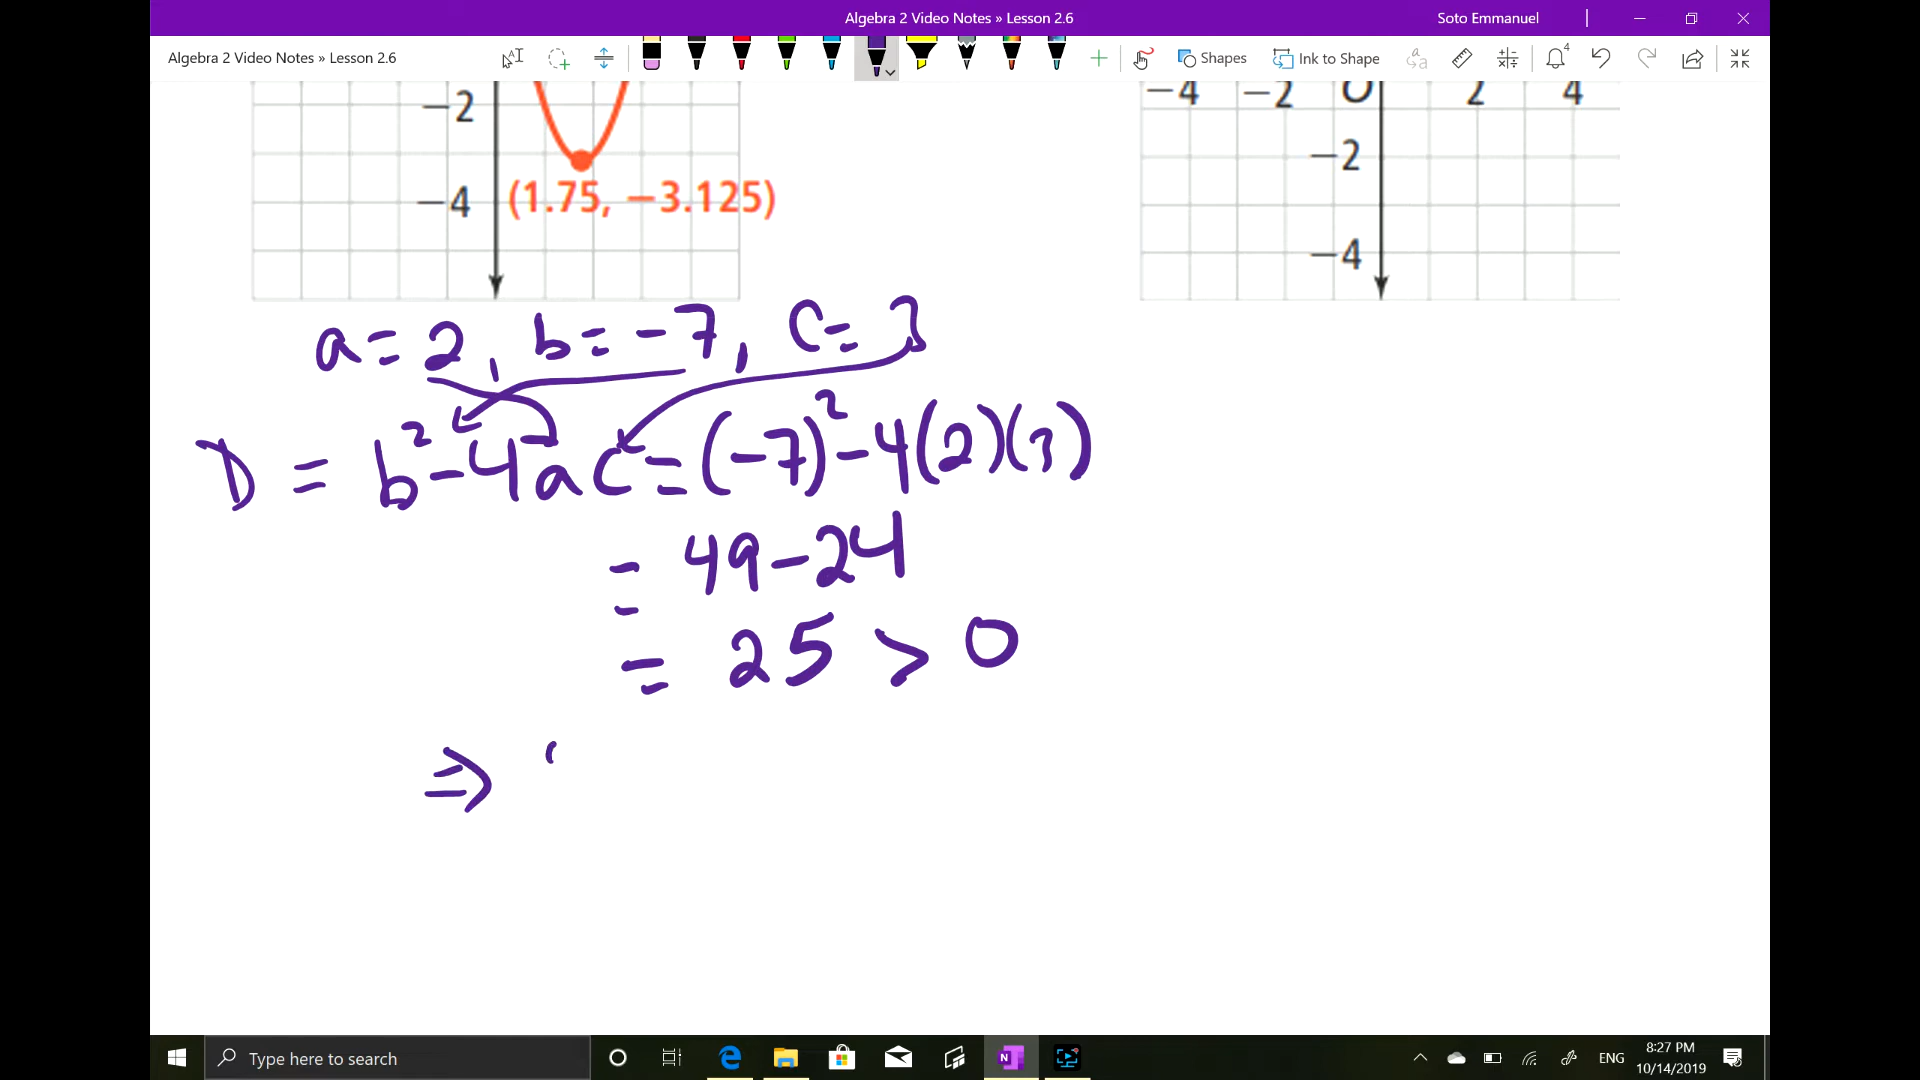 Algebra 2 Video Notes » Lesson 2.6
Soto Emmanuel
Algebra 2 Video Notes » Lesson 2.6
Shapes
Ink to Shape
4
−2
−4
(1.75, −3.125)
−4 −2 O 2 4
−2
−4
a = 2, b = −7, C = 3
D = b² − 4ac = (−7)² − 4(2)(3)
= 49 − 24
= 25 > 0
⇒
Type here to search
ENG
8:27 PM
10/14/2019